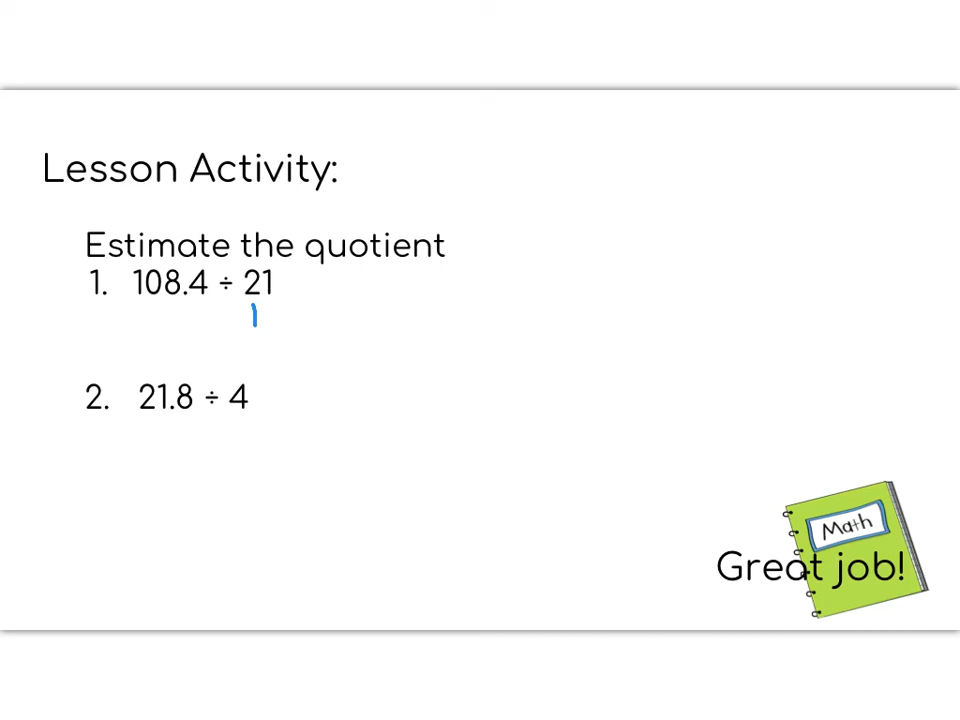 Lesson Activity:
Estimate the quotient
1. 108.4 ÷ 21
2. 21.8 ÷ 4
Math
Great job!